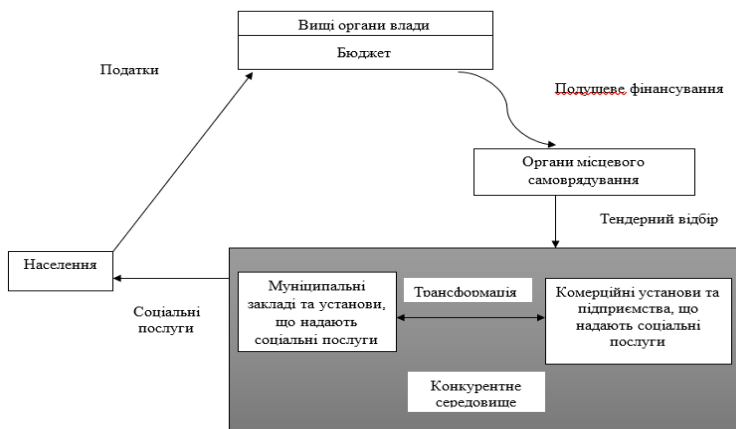 Вищі органи влади
Бюджет
Податки
Подушеве фінансування
Органи місцевого
самоврядування
Тендерний відбір
Населення
Соціальні
послуги
Муніципальні
закладі та установи,
що надають
соціальні послуги
Трансформація
Комерційні установи та
підприємства, що
надають соціальні
послуги
Конкурентне
середовище